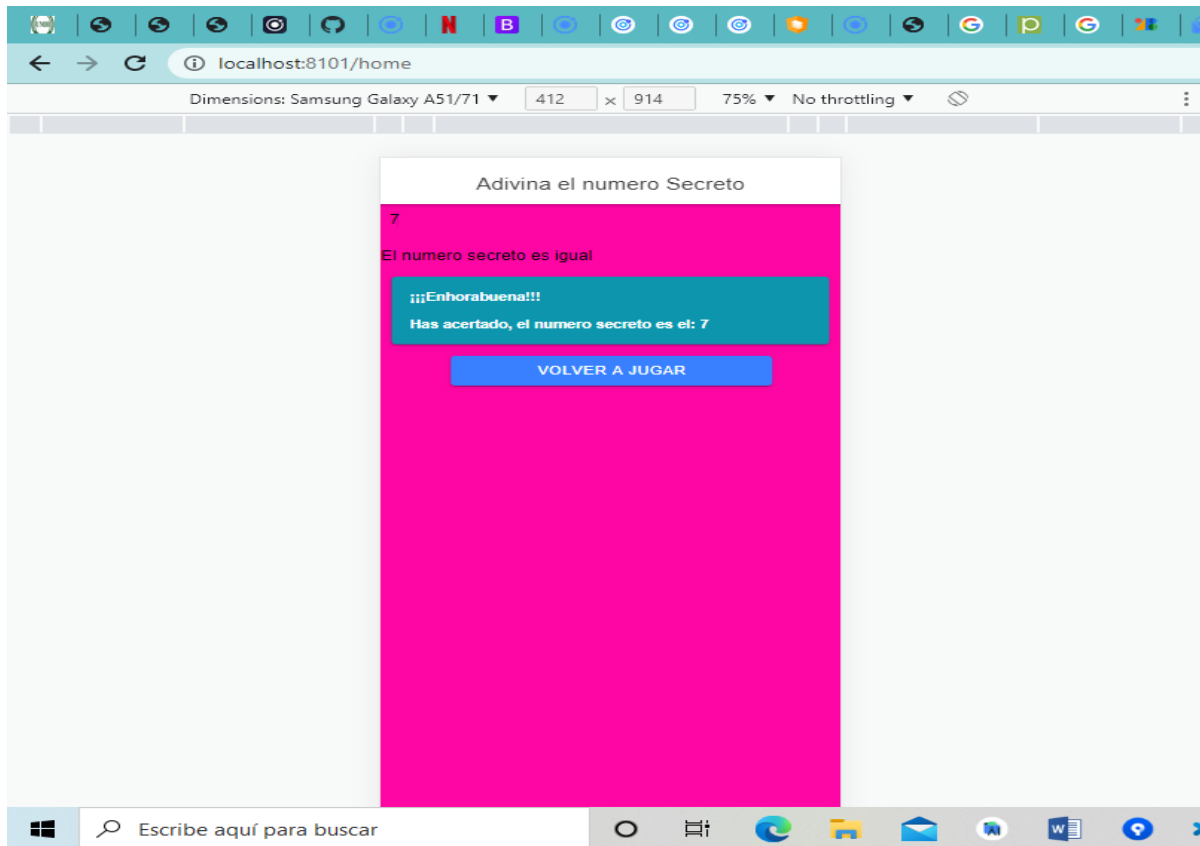 localhost:8101/home
Dimensions: Samsung Galaxy A51/71 412 x 914 75% No throttling
Adivina el numero Secreto
7
El numero secreto es igual
¡¡¡Enhorabuena!!!
Has acertado, el numero secreto es el: 7
VOLVER A JUGAR
Escribe aquí para buscar